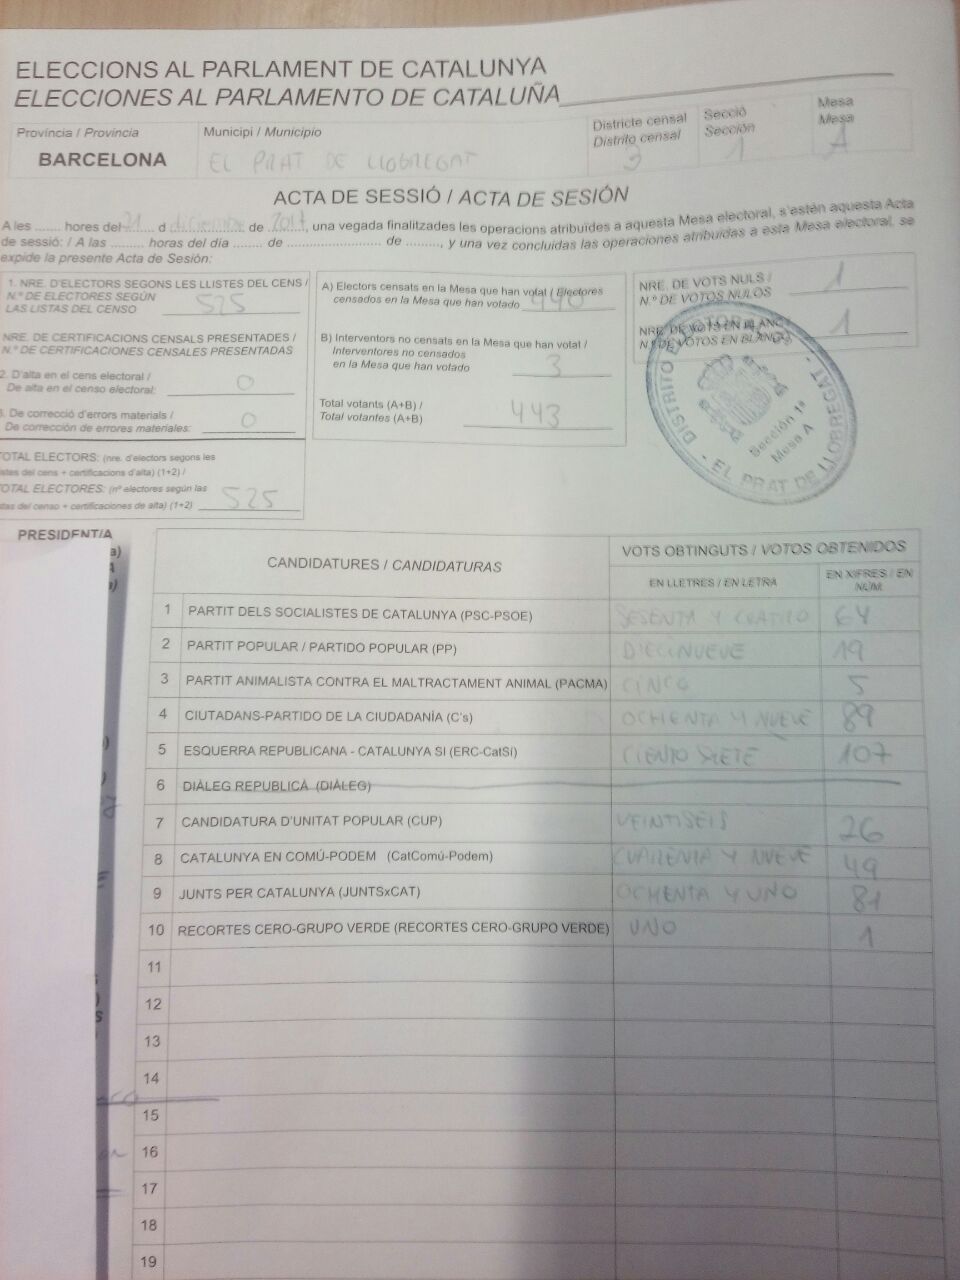 ELECCIONS AL PARLAMENT DE CATALUNYA
ELECCIONES AL PARLAMENTO DE CATALUÑA
Província / Provincia
BARCELONA
Municipi / Municipio
EL PRAT DE LLOBREGAT
Districte censal
Distrito censal
3
Secció
Sección
1
Mesa
Mesa
A
ACTA DE SESSIÓ / ACTA DE SESIÓN
A les ........ hores del 21 d diciembre de 2017, una vegada finalitzades les operacions atribuïdes a aquesta Mesa electoral, s'estén aquesta Acta
de sessió: / A las .......... horas del día ........ de .......................... de ........., y una vez concluidas las operaciones atribuidas a esta Mesa electoral, se
expide la presente Acta de Sesión:
1. NRE. D'ELECTORS SEGONS LES LLISTES DEL CENS /
N.º DE ELECTORES SEGÚN
LAS LISTAS DEL CENSO 525
NRE. DE CERTIFICACIONS CENSALS PRESENTADES /
N.º DE CERTIFICACIONES CENSALES PRESENTADAS
2. D'alta en el cens electoral /
De alta en el censo electoral: 0
3. De correcció d'errors materials /
De corrección de errores materiales: 0
TOTAL ELECTORS: (nre. d'electors segons les
stes del cens + certificacions d'alta) (1+2) /
OTAL ELECTORES: (nº electores según las
stas del censo + certificaciones de alta) (1+2) 525
A) Electors censats en la Mesa que han votat / Electores
censados en la Mesa que han votado 440
B) Interventors no censats en la Mesa que han votat /
Interventores no censados
en la Mesa que han votado 3
Total votants (A+B) /
Total votantes (A+B) 443
NRE. DE VOTS NULS /
N.º DE VOTOS NULOS 1
NRE. DE VOTS EN BLANC /
N.º DE VOTOS EN BLANCO 1
DISTRITO ELECTORAL
Sección 1ª
Mesa A
- EL PRAT DE LLOBREGAT -
PRESIDENT/A
a)
CANDIDATURES / CANDIDATURAS
VOTS OBTINGUTS / VOTOS OBTENIDOS
EN LLETRES / EN LETRA
EN XIFRES / EN NÚM.
1 PARTIT DELS SOCIALISTES DE CATALUNYA (PSC-PSOE) SESENTA Y CUATRO 64
2 PARTIT POPULAR / PARTIDO POPULAR (PP) DIECINUEVE 19
3 PARTIT ANIMALISTA CONTRA EL MALTRACTAMENT ANIMAL (PACMA) CINCO 5
4 CIUTADANS-PARTIDO DE LA CIUDADANÍA (C's) OCHENTA Y NUEVE 89
5 ESQUERRA REPUBLICANA - CATALUNYA SI (ERC-CatSí) CIENTO SIETE 107
6 DIÀLEG REPUBLICÀ (DIÀLEG)
7 CANDIDATURA D'UNITAT POPULAR (CUP) VEINTISEIS 26
8 CATALUNYA EN COMÚ-PODEM (CatComú-Podem) CUARENTA Y NUEVE 49
9 JUNTS PER CATALUNYA (JUNTSxCAT) OCHENTA Y UNO 81
10 RECORTES CERO-GRUPO VERDE (RECORTES CERO-GRUPO VERDE) UNO 1
11
12
13
14
15
16
17
18
19